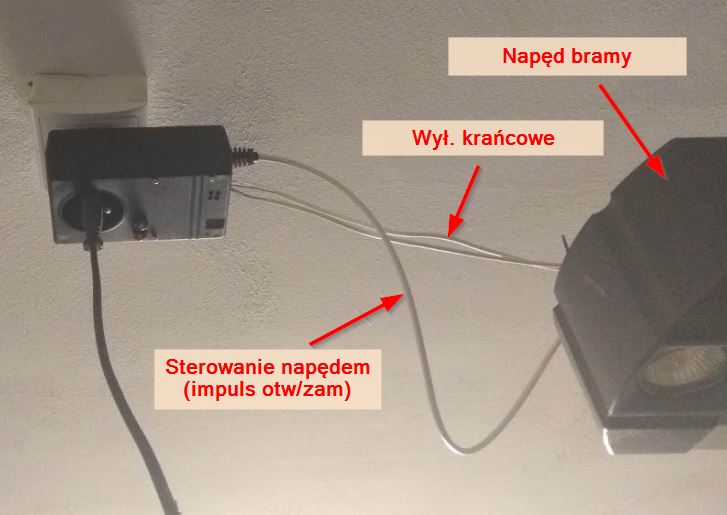 Napęd bramy
Wył. krańcowe
Sterowanie napędem
(impuls otw/zam)